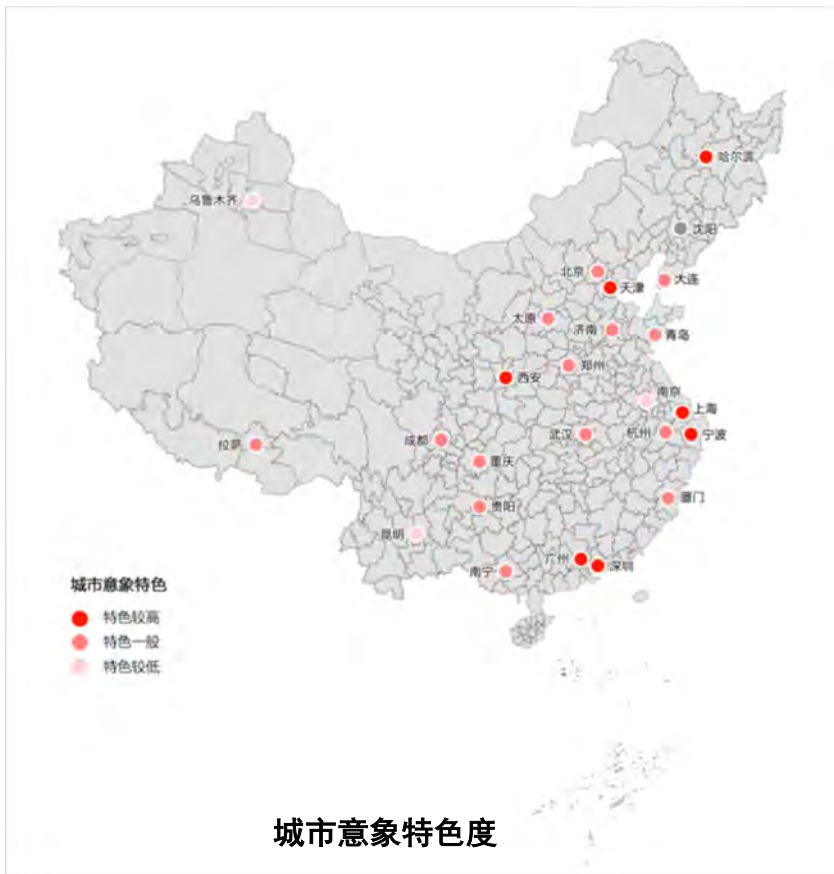 哈尔滨
乌鲁木齐
沈阳
北京
大连
天津
太原
济南
青岛
郑州
西安
南京
上海
拉萨
成都
武汉
杭州
宁波
重庆
厦门
贵阳
昆明
广州
深圳
南宁
城市意象特色
特色较高
特色一般
特色较低
城市意象特色度